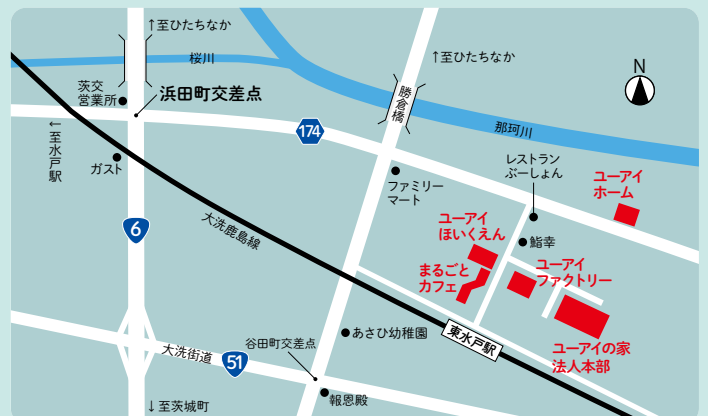 ↑至ひたちなか
桜川
↑至ひたちなか
N
茨交
営業所
浜田町交差点
勝倉橋
174
那珂川
←至水戸駅
ガスト
レストラン
ぶーしょん
ユーアイ
ホーム
ファミリー
マート
6
大洗鹿島線
ユーアイ
ほいくえん
鮨幸
まるごと
カフェ
ユーアイ
ファクトリー
あさひ幼稚園
東水戸駅
谷田町交差点
大洗街道
51
ユーアイの家
法人本部
報恩殿
↓至茨城町